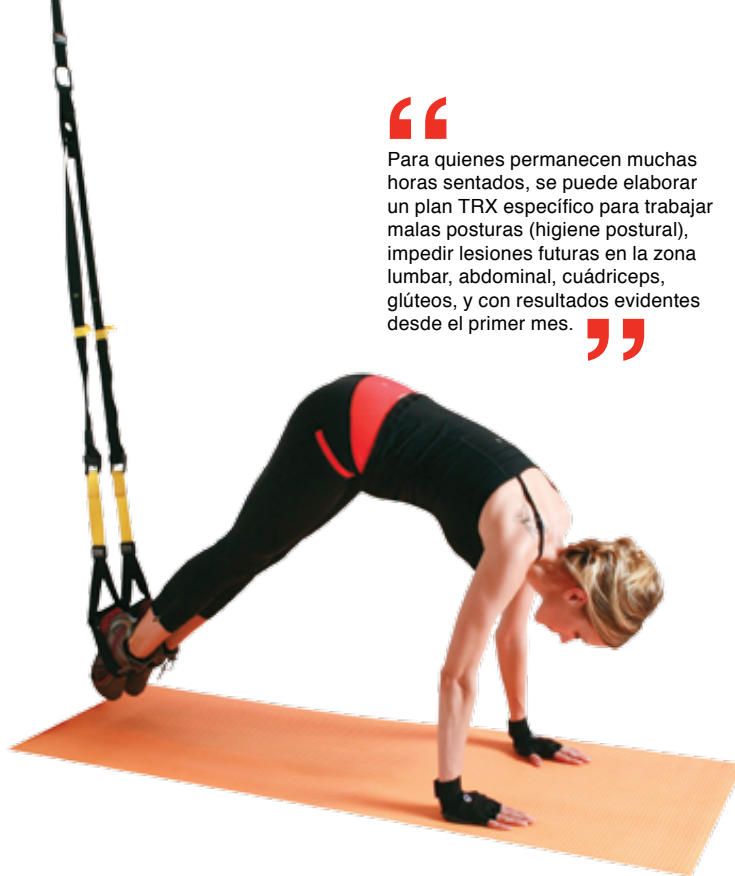 “
Para quienes permanecen muchas
horas sentados, se puede elaborar
un plan TRX específico para trabajar
malas posturas (higiene postural),
impedir lesiones futuras en la zona
lumbar, abdominal, cuádriceps,
glúteos, y con resultados evidentes
desde el primer mes. ”